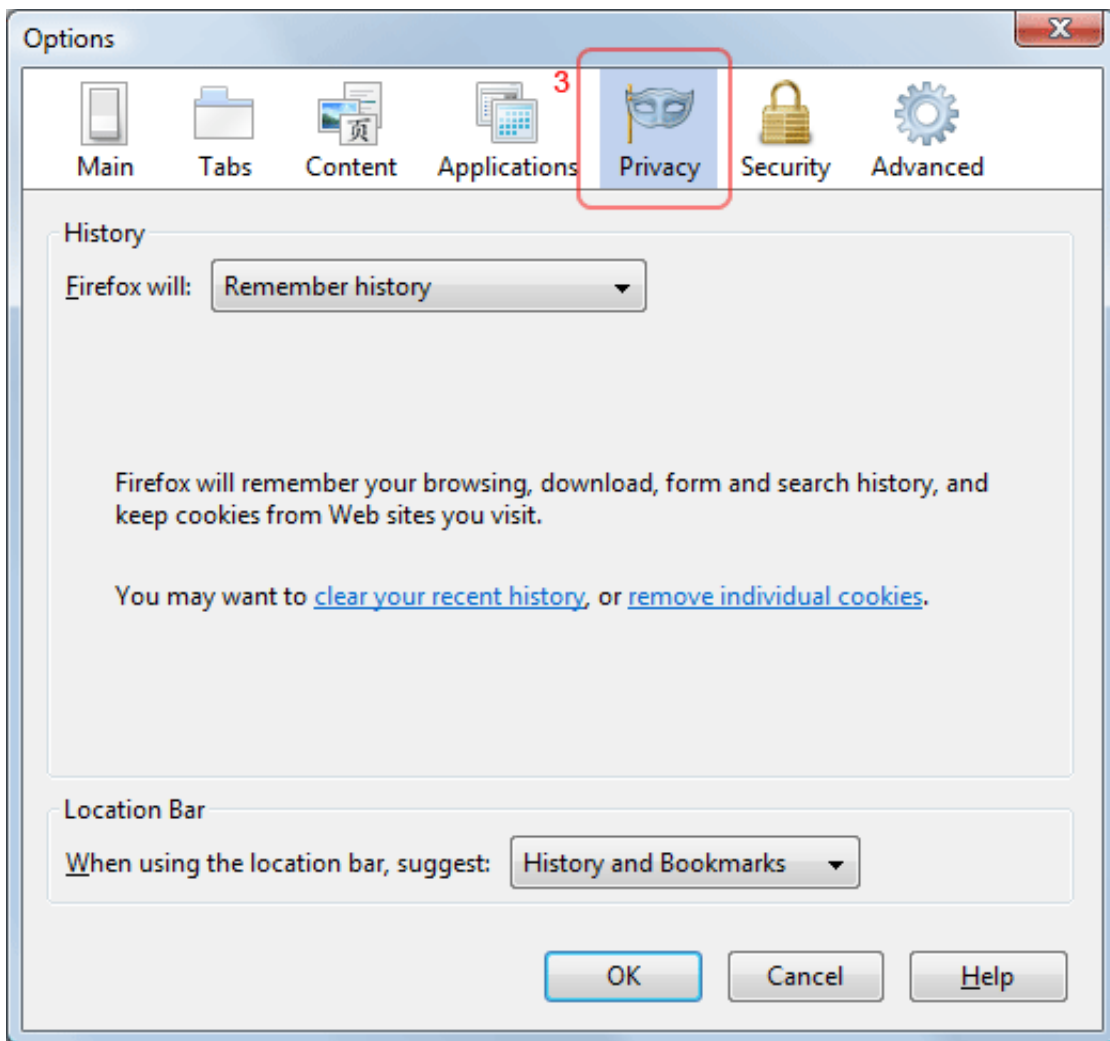 Options
3
页
Main Tabs Content Applications Privacy Security Advanced
History
Firefox will: Remember history
Firefox will remember your browsing, download, form and search history, and
keep cookies from Web sites you visit.
You may want to clear your recent history, or remove individual cookies.
Location Bar
When using the location bar, suggest: History and Bookmarks
OK Cancel Help